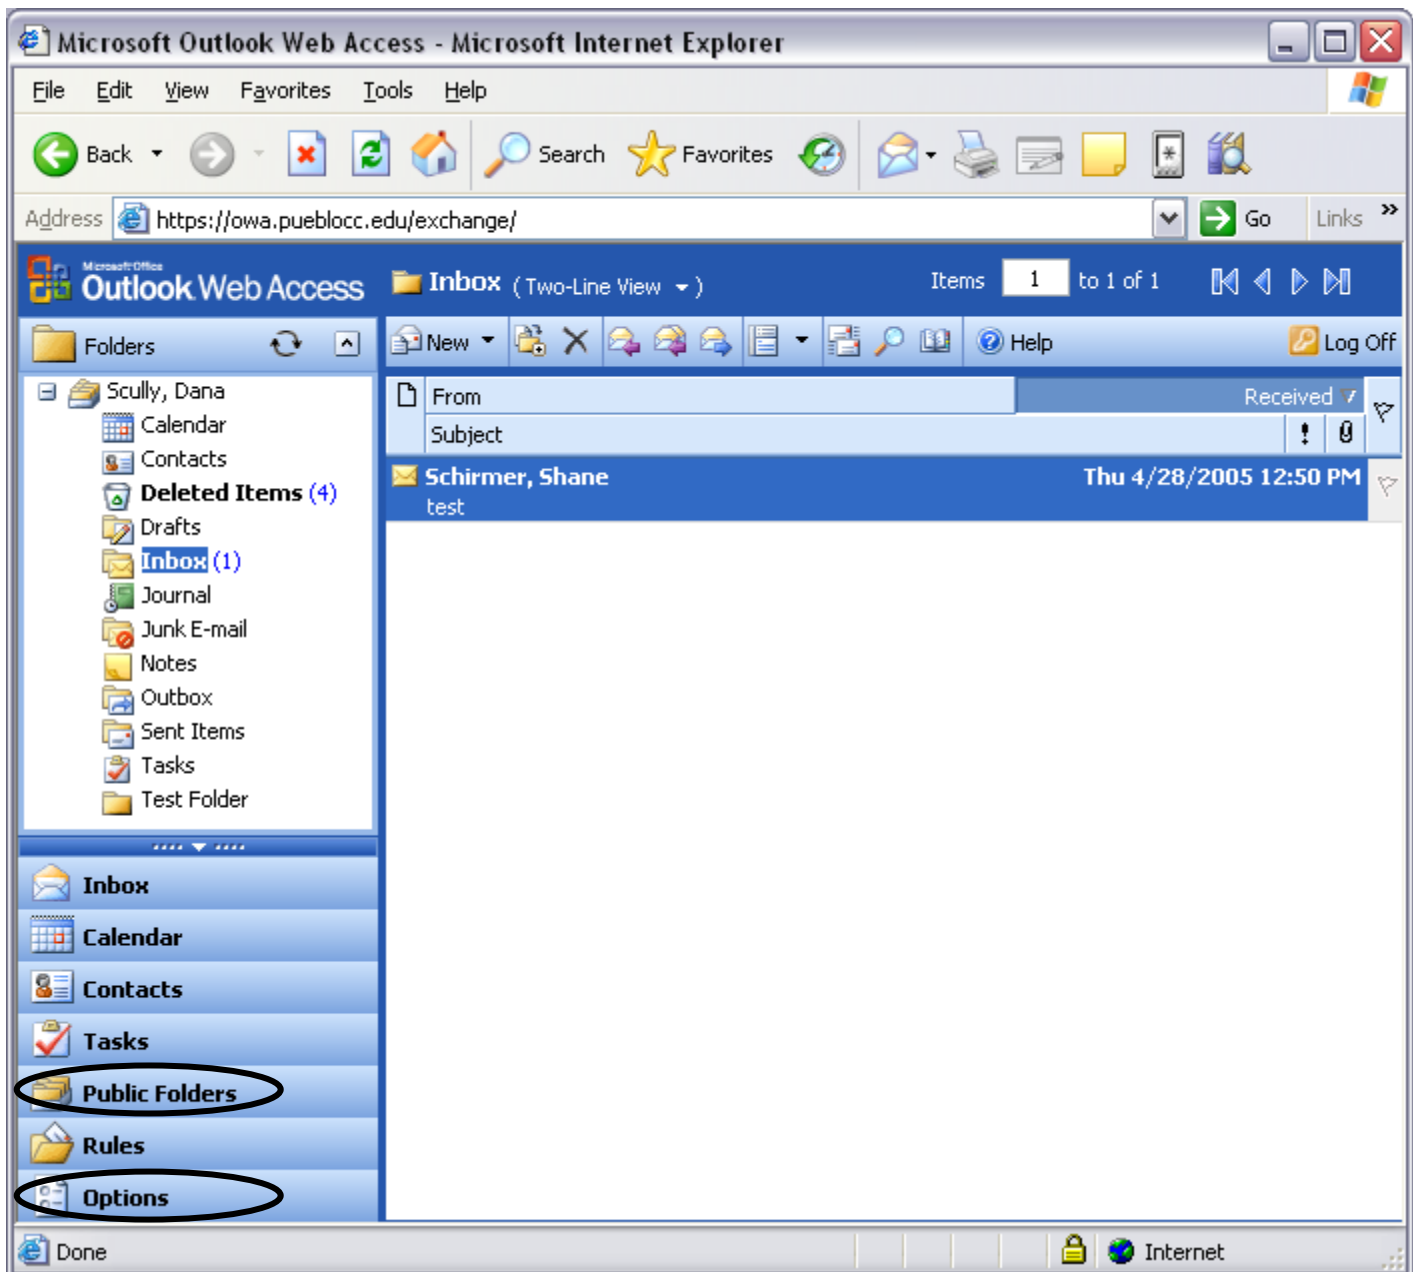 Microsoft Outlook Web Access - Microsoft Internet Explorer
File Edit View Favorites Tools Help
Back Search Favorites
Address https://owa.pueblocc.edu/exchange/ Go Links »
Microsoft Office
Outlook Web Access Inbox (Two-Line View) Items 1 to 1 of 1
Folders New Help Log Off
Scully, Dana
Calendar
Contacts
Deleted Items (4)
Drafts
Inbox (1)
Journal
Junk E-mail
Notes
Outbox
Sent Items
Tasks
Test Folder
From Received
Subject
Schirmer, Shane Thu 4/28/2005 12:50 PM
test
Inbox
Calendar
Contacts
Tasks
Public Folders
Rules
Options
Done Internet